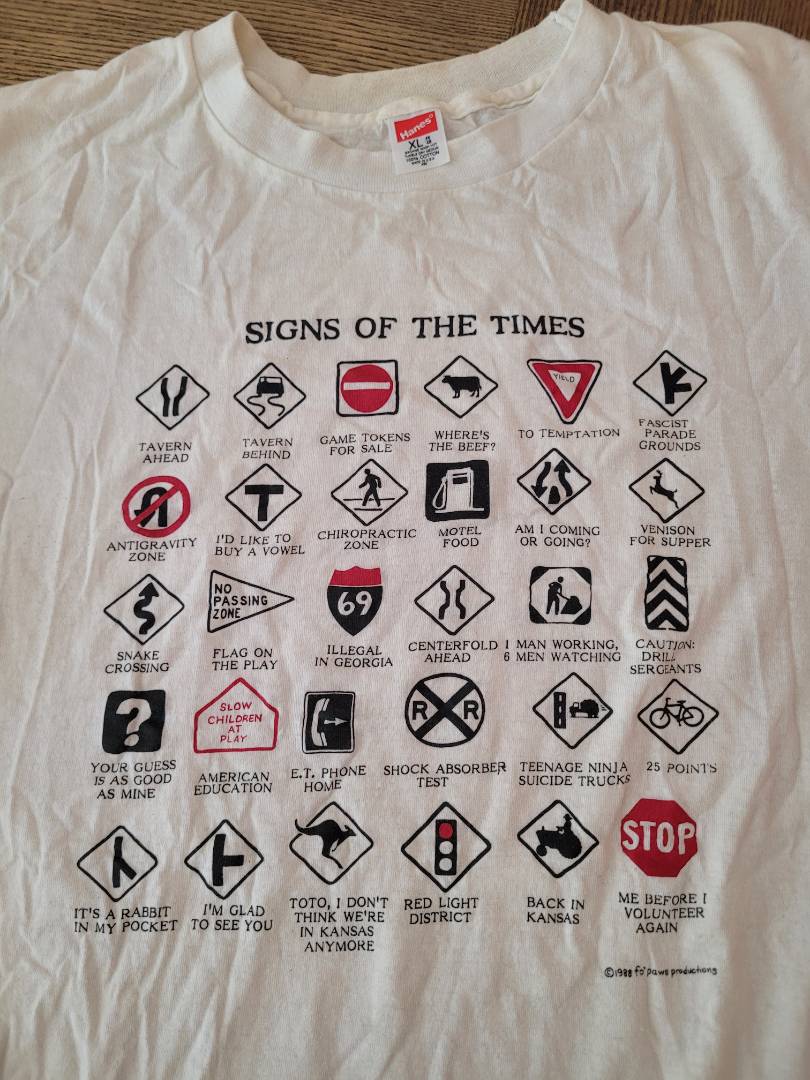 Hanes
XL
100% COTTON
SIGNS OF THE TIMES
TAVERN
AHEAD
TAVERN
BEHIND
GAME TOKENS
FOR SALE
WHERE'S
THE BEEF?
YIELD
TO TEMPTATION
FASCIST
PARADE
GROUNDS
ANTIGRAVITY
ZONE
T
I'D LIKE TO
BUY A VOWEL
CHIROPRACTIC
ZONE
MOTEL
FOOD
AM I COMING
OR GOING?
VENISON
FOR SUPPER
SNAKE
CROSSING
NO
PASSING
ZONE
FLAG ON
THE PLAY
69
ILLEGAL
IN GEORGIA
CENTERFOLD
AHEAD
1 MAN WORKING,
6 MEN WATCHING
CAUTION:
DRILL
SERGEANTS
?
YOUR GUESS
IS AS GOOD
AS MINE
SLOW
CHILDREN
AT
PLAY
AMERICAN
EDUCATION
E.T. PHONE
HOME
R R
SHOCK ABSORBER
TEST
TEENAGE NINJA
SUICIDE TRUCKS
25 POINTS
IT'S A RABBIT
IN MY POCKET
I'M GLAD
TO SEE YOU
TOTO, I DON'T
THINK WE'RE
IN KANSAS
ANYMORE
RED LIGHT
DISTRICT
BACK IN
KANSAS
STOP
ME BEFORE I
VOLUNTEER
AGAIN
©1988 fo' paws productions